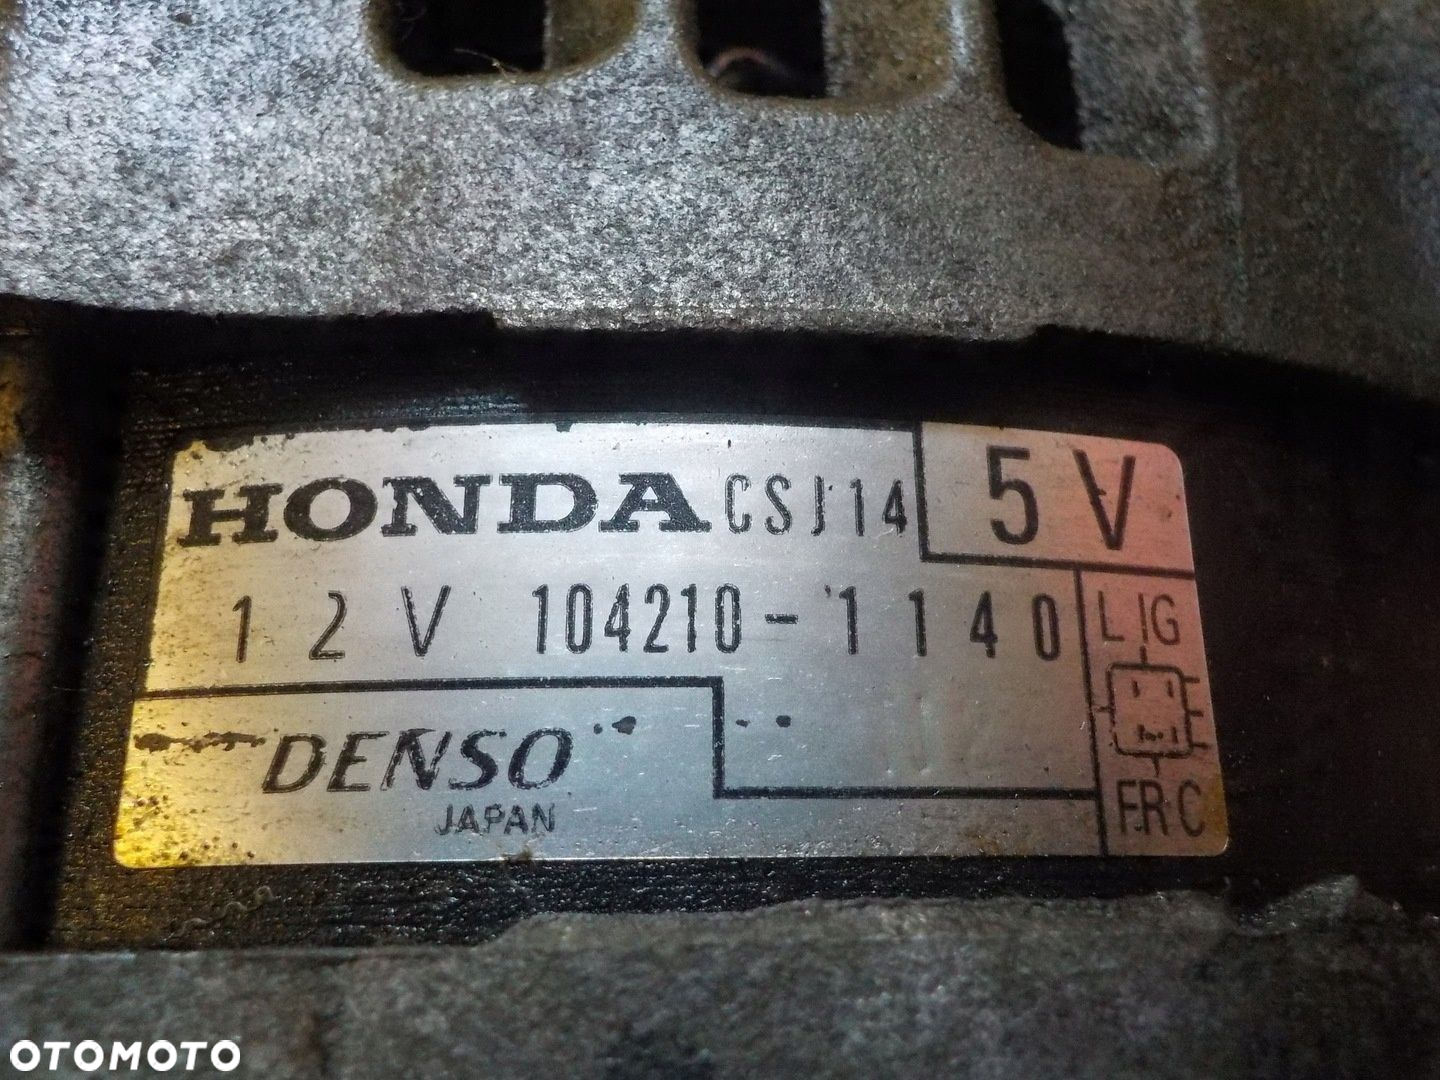 HONDA CSJ14 5V
12V 104210-1140
L IG
DENSO
JAPAN
FR C
OTOMOTO